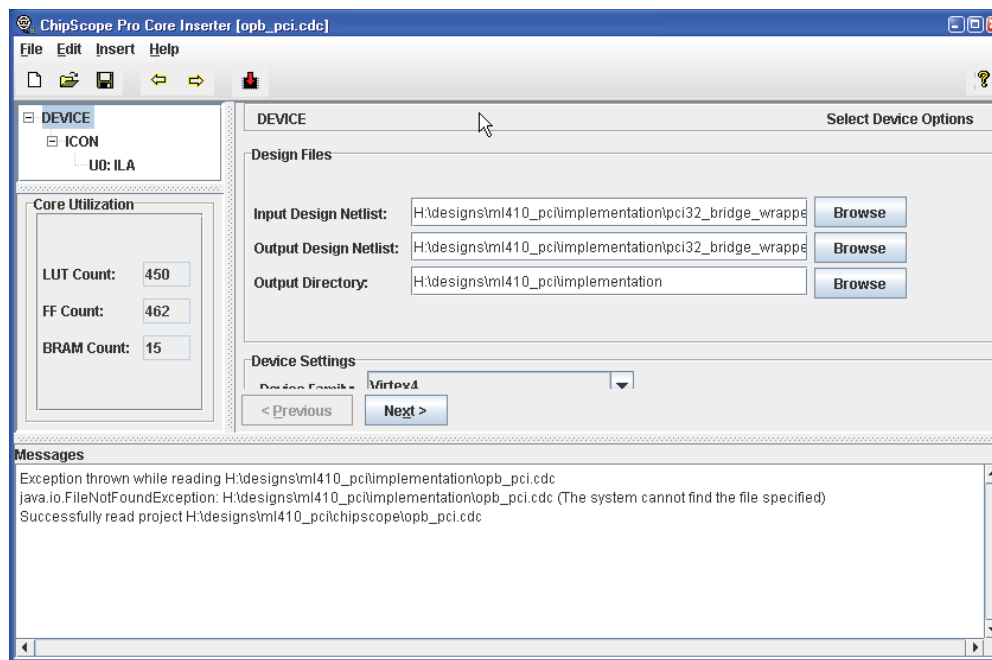 ChipScope Pro Core Inserter [opb_pci.cdc]
File Edit Insert Help
?
DEVICE
ICON
U0: ILA
Core Utilization
LUT Count: 450
FF Count: 462
BRAM Count: 15
DEVICE Select Device Options
Design Files
Input Design Netlist: H:\designs\ml410_pci\implementation\pci32_bridge_wrappe Browse
Output Design Netlist: H:\designs\ml410_pci\implementation\pci32_bridge_wrappe Browse
Output Directory: H:\designs\ml410_pci\implementation Browse
Device Settings
Device Family: Virtex4
< Previous Next >
Messages
Exception thrown while reading H:\designs\ml410_pci\implementation\opb_pci.cdc
java.io.FileNotFoundException: H:\designs\ml410_pci\implementation\opb_pci.cdc (The system cannot find the file specified)
Successfully read project H:\designs\ml410_pci\chipscope\opb_pci.cdc